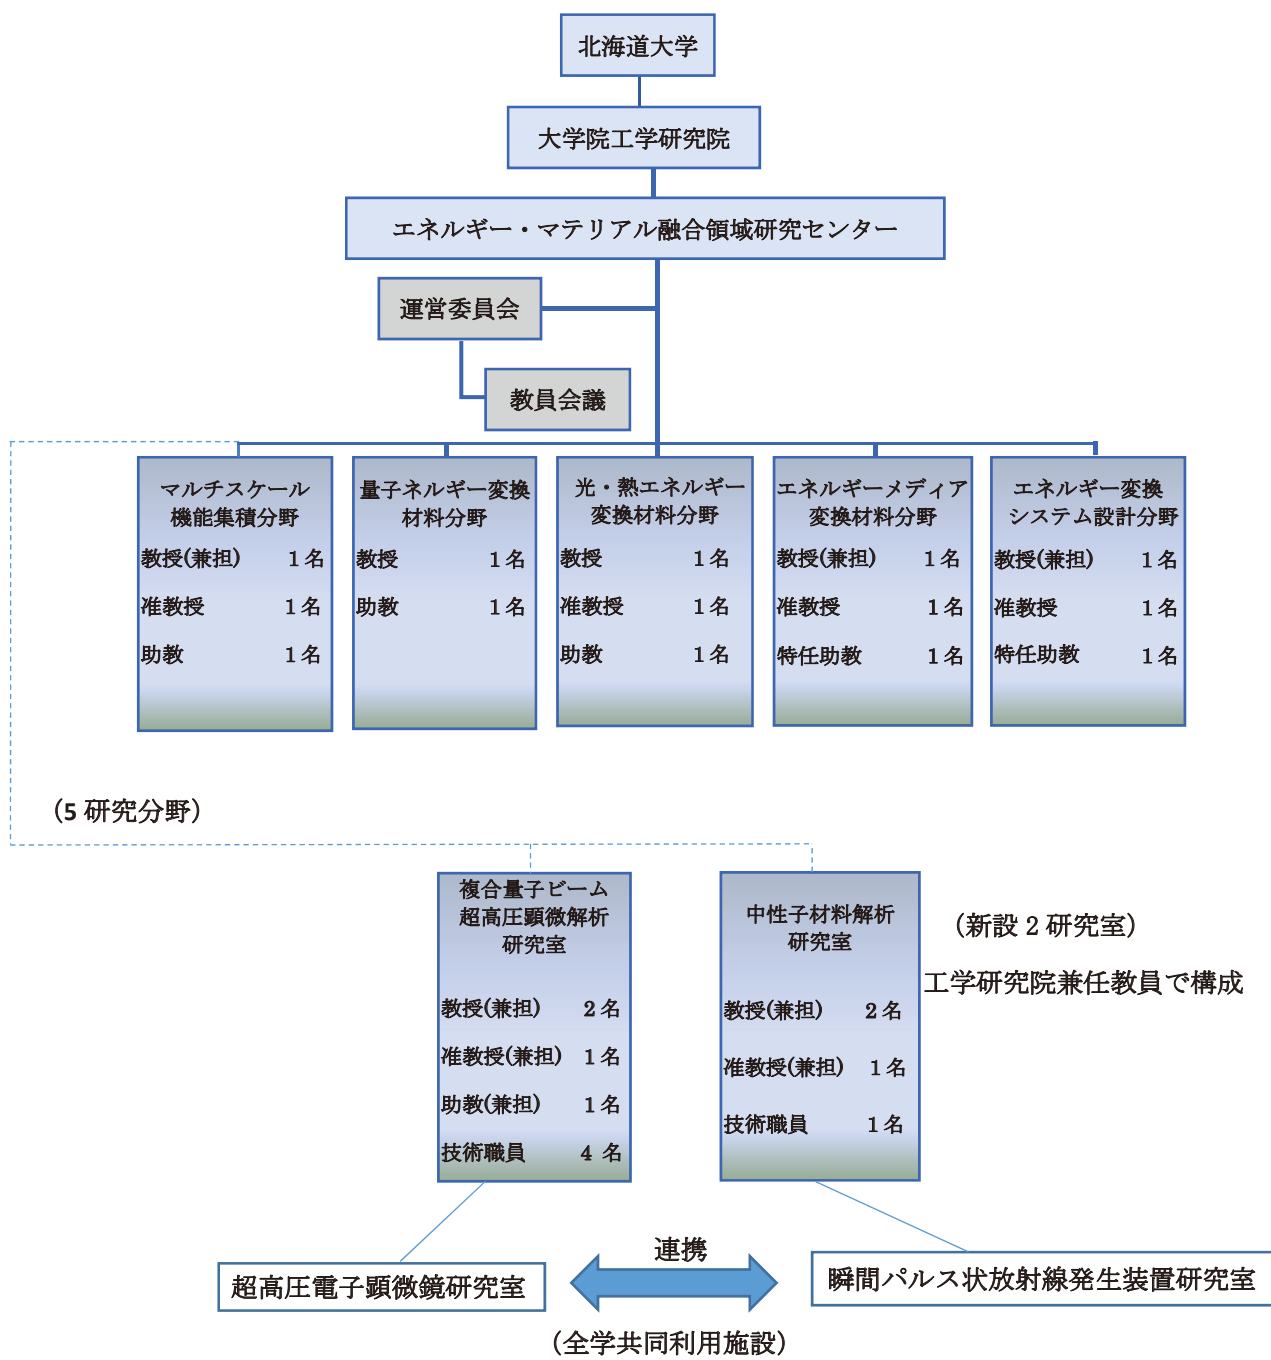 北海道大学
大学院工学研究院
エネルギー・マテリアル融合領域研究センター
運営委員会
教員会議
マルチスケール
機能集積分野
教授(兼担) 1名
准教授 1名
助教 1名
量子ネルギー変換
材料分野
教授 1名
助教 1名
光・熱エネルギー
変換材料分野
教授 1名
准教授 1名
助教 1名
エネルギーメディア
変換材料分野
教授(兼担) 1名
准教授 1名
特任助教 1名
エネルギー変換
システム設計分野
教授(兼担) 1名
准教授 1名
特任助教 1名
（5 研究分野）
複合量子ビーム
超高圧顕微解析
研究室
教授(兼担) 2名
准教授(兼担) 1名
助教(兼担) 1名
技術職員 4 名
中性子材料解析
研究室
教授(兼担) 2名
准教授(兼担) 1名
技術職員 1名
（新設 2 研究室）
工学研究院兼任教員で構成
超高圧電子顕微鏡研究室
連携
瞬間パルス状放射線発生装置研究室
（全学共同利用施設）